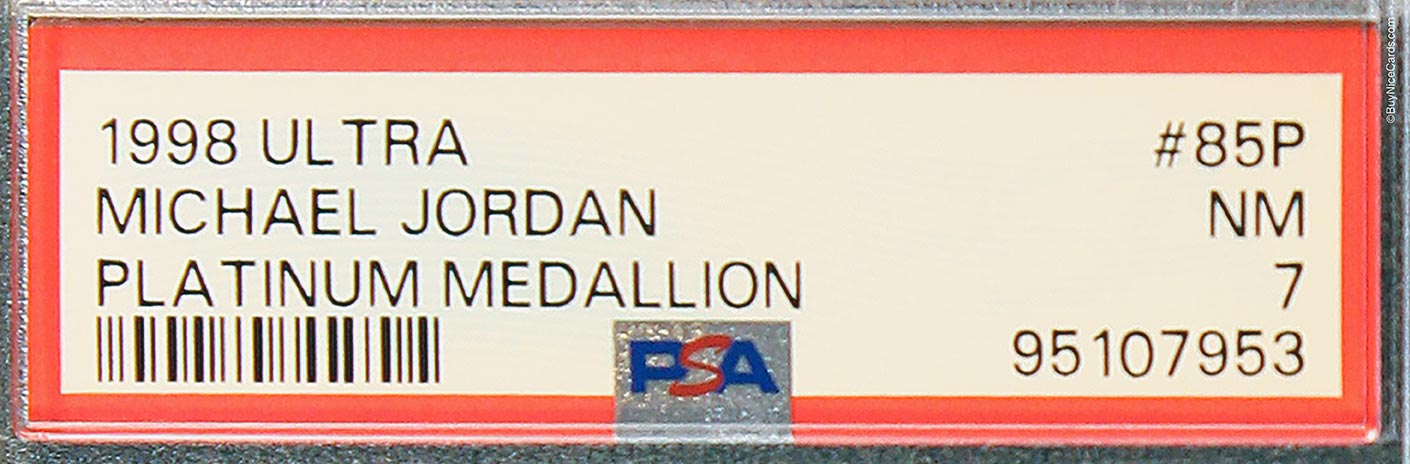 1998 ULTRA #85P
MICHAEL JORDAN NM
PLATINUM MEDALLION 7
95107953
PSA
©BuyNiceCards.com